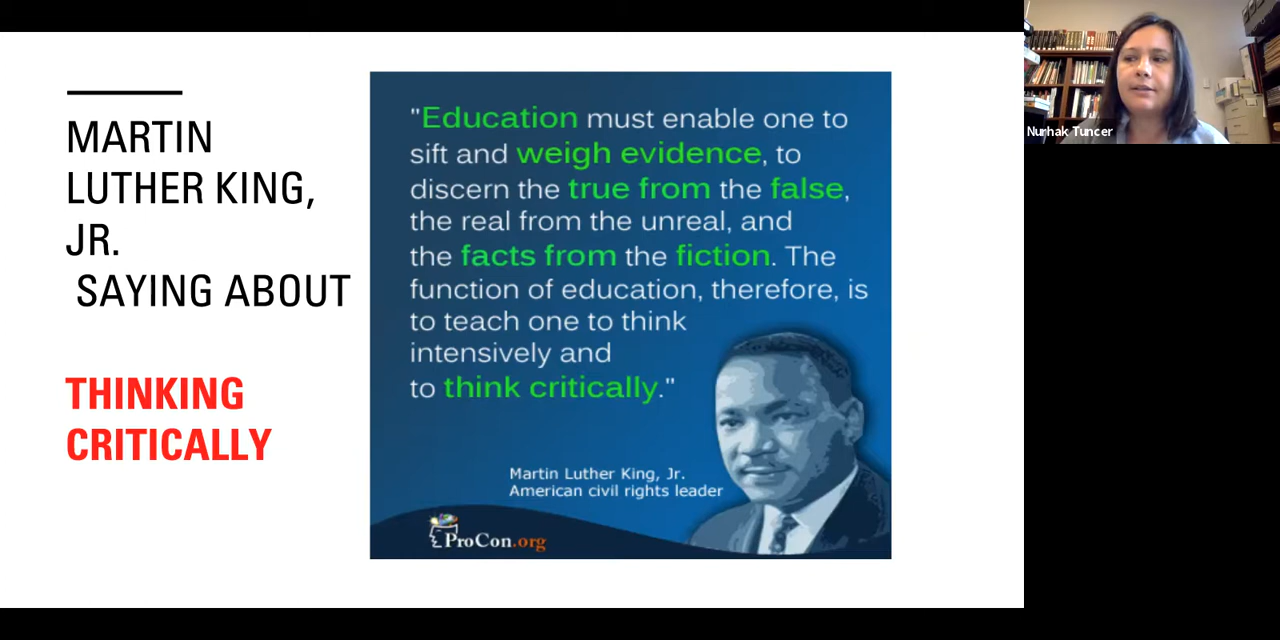 MARTIN
LUTHER KING,
JR.
SAYING ABOUT
THINKING
CRITICALLY
"Education must enable one to
sift and weigh evidence, to
discern the true from the false,
the real from the unreal, and
the facts from the fiction. The
function of education, therefore, is
to teach one to think
intensively and
to think critically."
Martin Luther King, Jr.
American civil rights leader
ProCon.org
Nurhak Tuncer